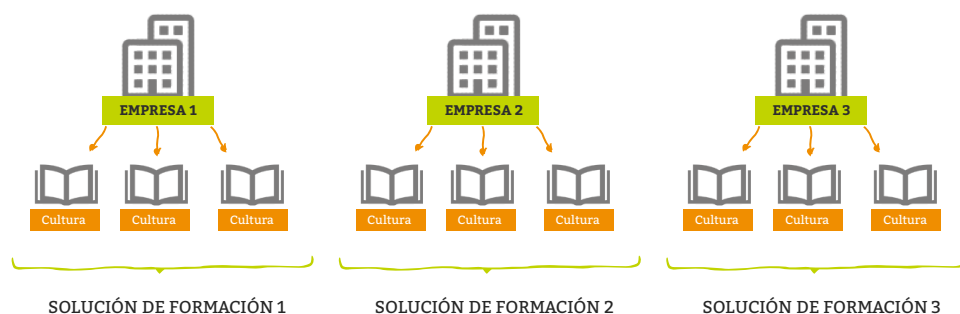 EMPRESA 1
EMPRESA 2
EMPRESA 3
Cultura
Cultura
Cultura
Cultura
Cultura
Cultura
Cultura
Cultura
Cultura
SOLUCIÓN DE FORMACIÓN 1
SOLUCIÓN DE FORMACIÓN 2
SOLUCIÓN DE FORMACIÓN 3